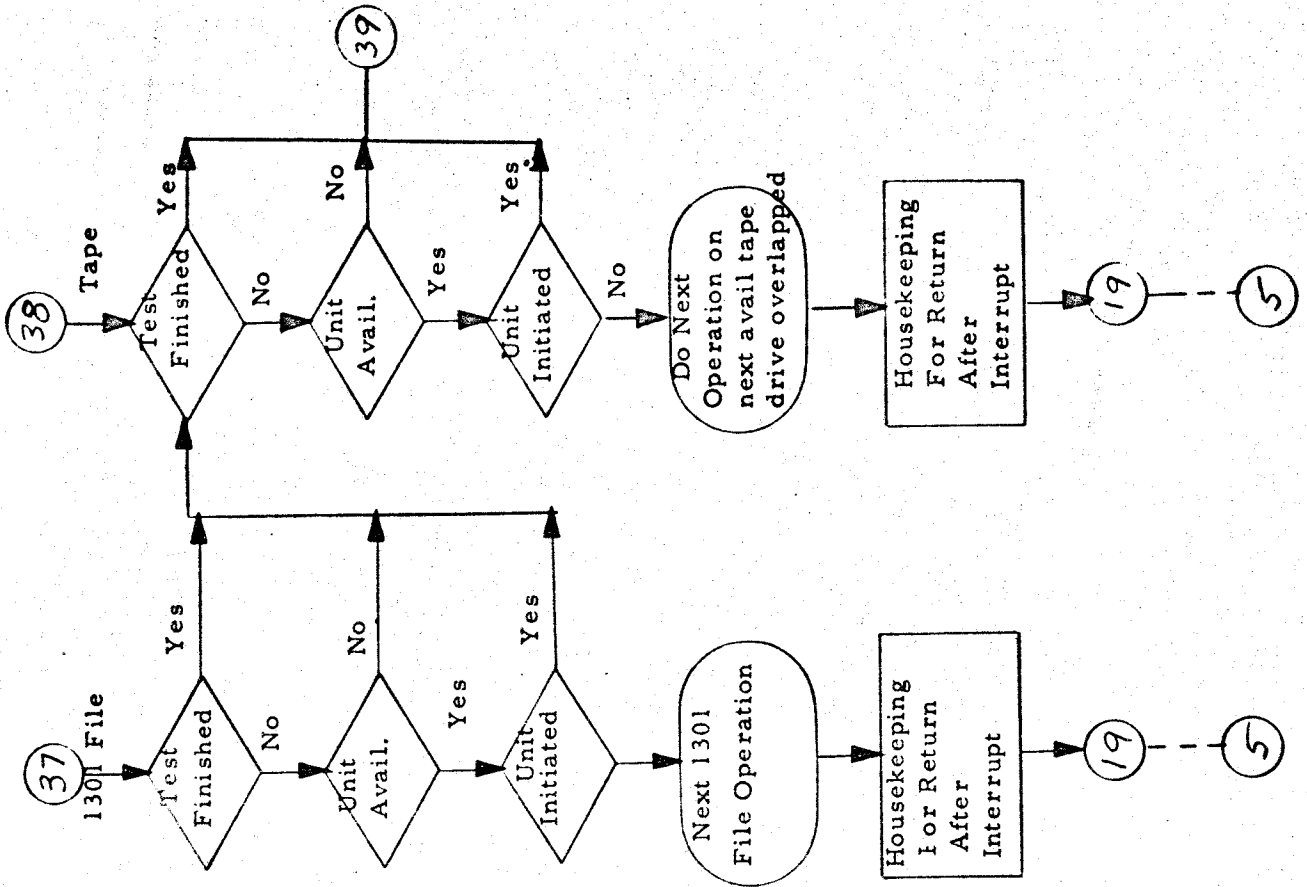 37
1301 File
Test
Finished
Yes
No
Unit
Avail.
No
Yes
Unit
Initiated
Yes
Next 1301
File Operation
Housekeeping
For Return
After
Interrupt
19
5
38
Tape
Test
Finished
Yes
No
Unit
Avail.
No
Yes
Unit
Initiated
Yes
No
Do Next
Operation on
next avail tape
drive overlapped
Housekeeping
For Return
After
Interrupt
19
5
39